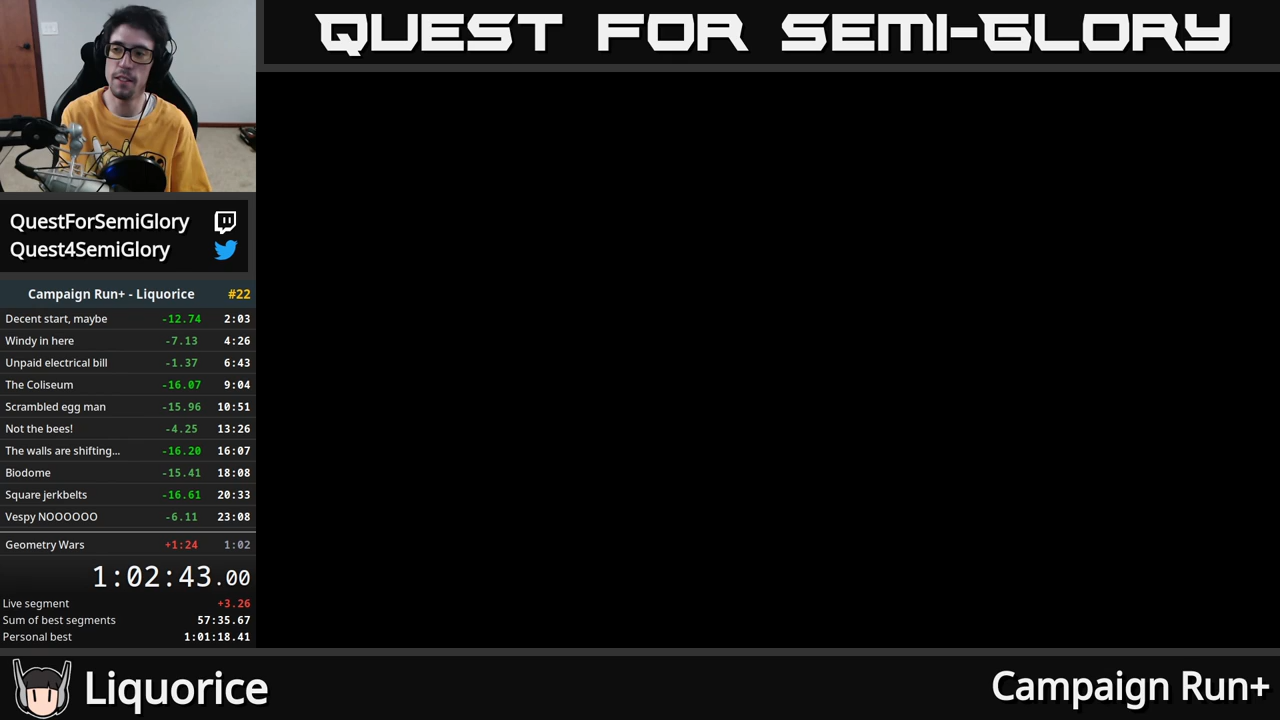 QUEST FOR SEMI-GLORY
QuestForSemiGlory
Quest4SemiGlory
Campaign Run+ - Liquorice #22
Decent start, maybe -12.74 2:03
Windy in here -7.13 4:26
Unpaid electrical bill -1.37 6:43
The Coliseum -16.07 9:04
Scrambled egg man -15.96 10:51
Not the bees! -4.25 13:26
The walls are shifting... -16.20 16:07
Biodome -15.41 18:08
Square jerkbelts -16.61 20:33
Vespy NOOOOOO -6.11 23:08
Geometry Wars +1:24 1:02
1:02:43.00
Live segment +3.26
Sum of best segments 57:35.67
Personal best 1:01:18.41
Liquorice
Campaign Run+